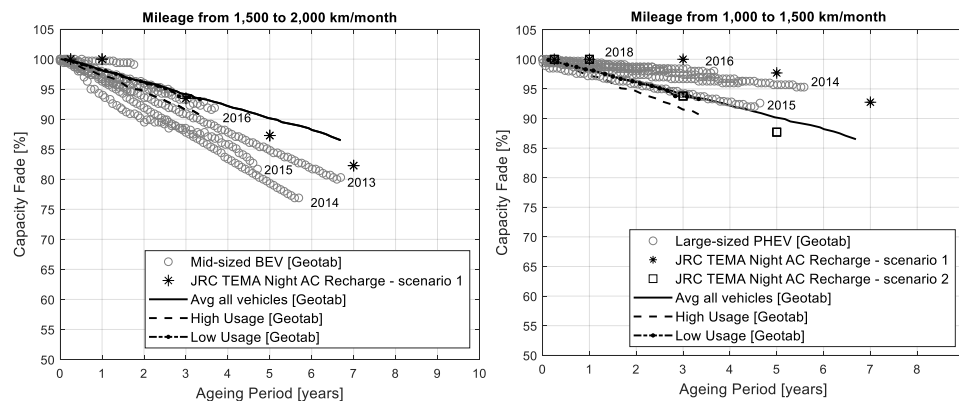 Mileage from 1,500 to 2,000 km/month
105
100
95
90
85
80
75
70
65
60
55
50
Capacity Fade [%]
2016
2015
2013
2014
Mid-sized BEV [Geotab]
JRC TEMA Night AC Recharge - scenario 1
Avg all vehicles [Geotab]
High Usage [Geotab]
Low Usage [Geotab]
0 1 2 3 4 5 6 7 8 9 10
Ageing Period [years]
Mileage from 1,000 to 1,500 km/month
105
100
95
90
85
80
75
70
65
60
55
50
Capacity Fade [%]
2018
2016
2014
2015
Large-sized PHEV [Geotab]
JRC TEMA Night AC Recharge - scenario 1
JRC TEMA Night AC Recharge - scenario 2
Avg all vehicles [Geotab]
High Usage [Geotab]
Low Usage [Geotab]
0 1 2 3 4 5 6 7 8
Ageing Period [years]